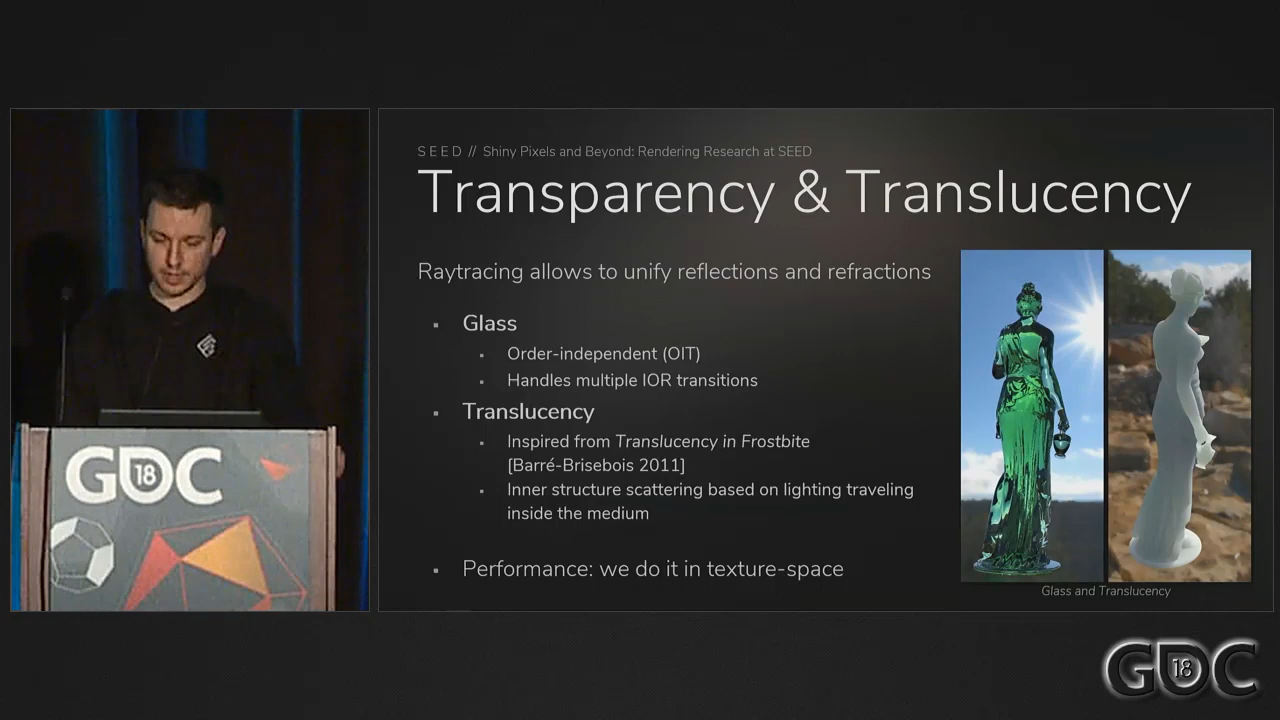 SEED // Shiny Pixels and Beyond: Rendering Research at SEED
Transparency & Translucency
Raytracing allows to unify reflections and refractions
▪ Glass
▪ Order-independent (OIT)
▪ Handles multiple IOR transitions
▪ Translucency
▪ Inspired from Translucency in Frostbite
[Barré-Brisebois 2011]
▪ Inner structure scattering based on lighting traveling
inside the medium
▪ Performance: we do it in texture-space
Glass and Translucency
GDC
18
GDC
18